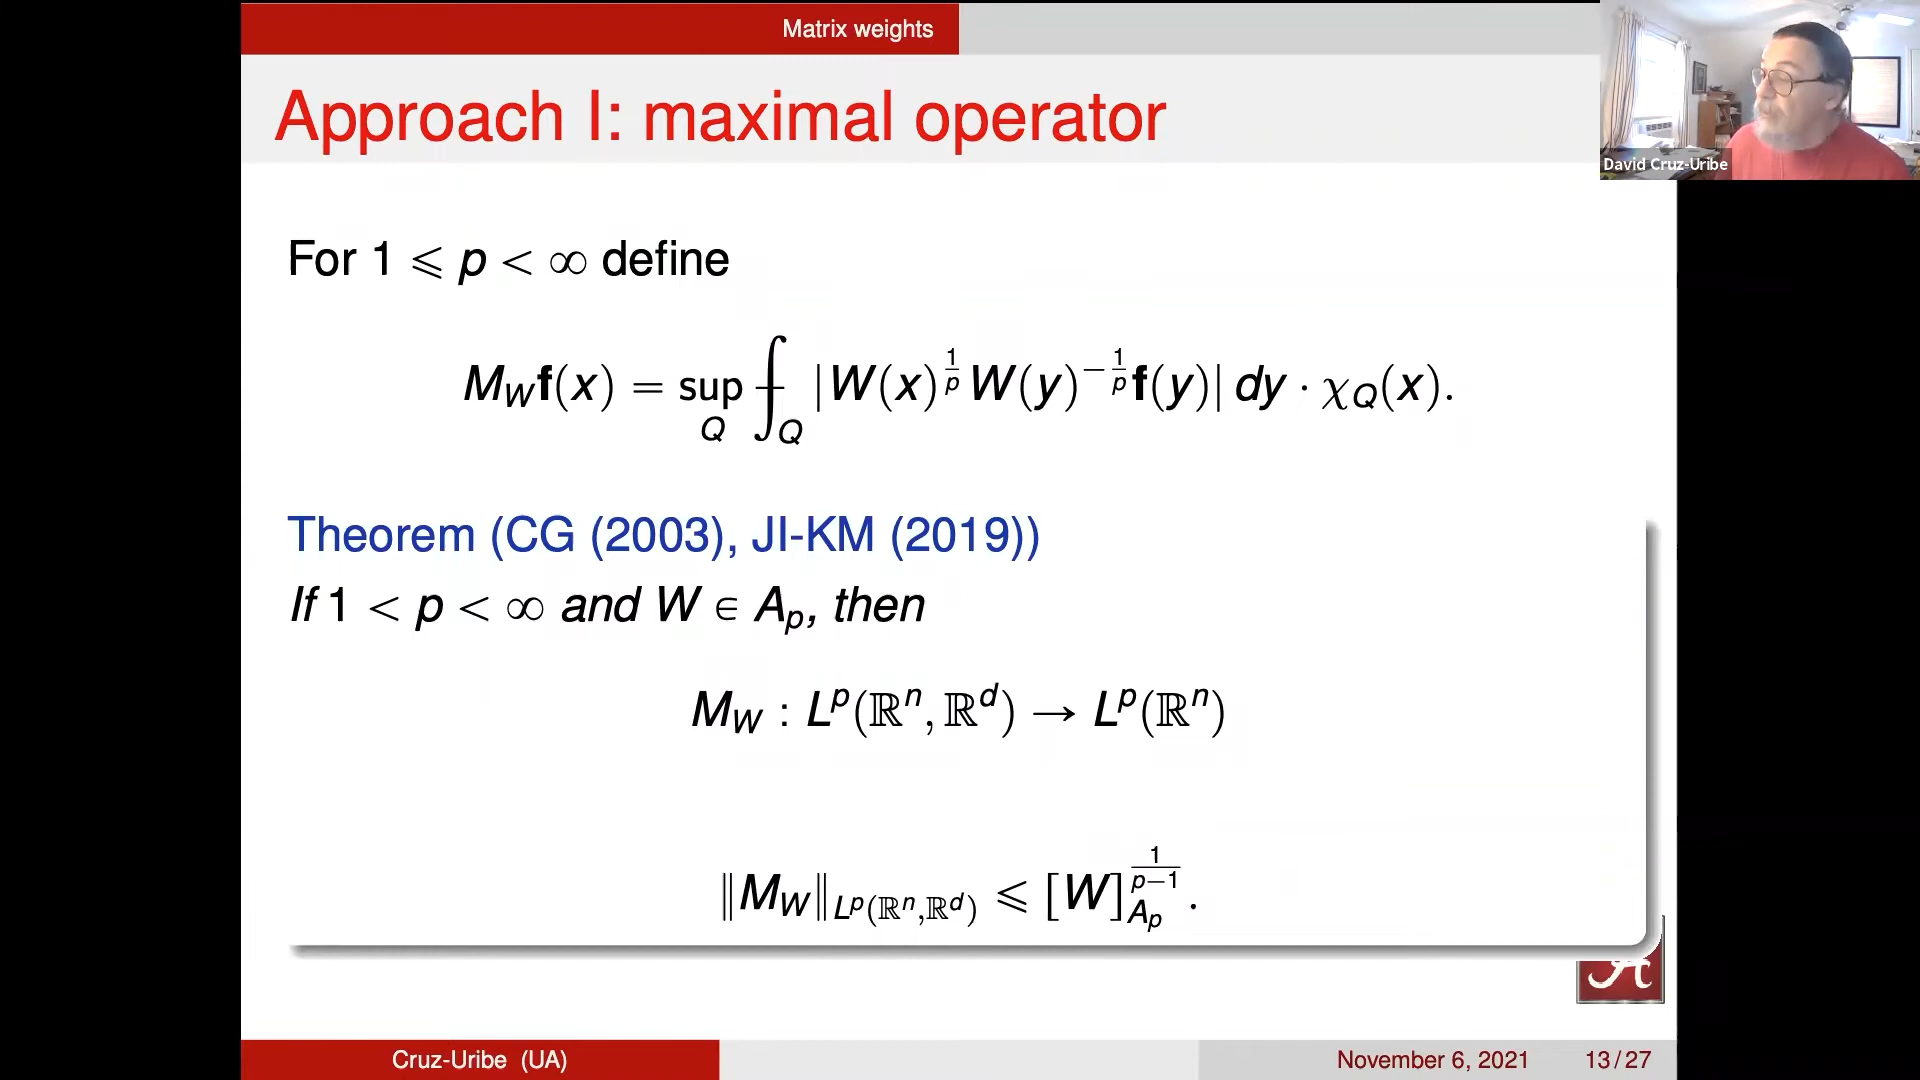 Matrix weights
Approach I: maximal operator
David Cruz-Uribe
For 1 ⩽ p < ∞ define
M_W 𝐟(x) = sup_Q ⨍_Q |W(x)^{1/p} W(y)^{-1/p} 𝐟(y)| dy · χ_Q(x).
Theorem (CG (2003), JI-KM (2019))
If 1 < p < ∞ and W ∈ A_p, then
M_W : L^p(ℝ^n, ℝ^d) → L^p(ℝ^n)
‖M_W‖_{L^p(ℝ^n,ℝ^d)} ⩽ [W]_{A_p}^{1/(p−1)}.
A
Cruz-Uribe (UA)
November 6, 2021 13/27